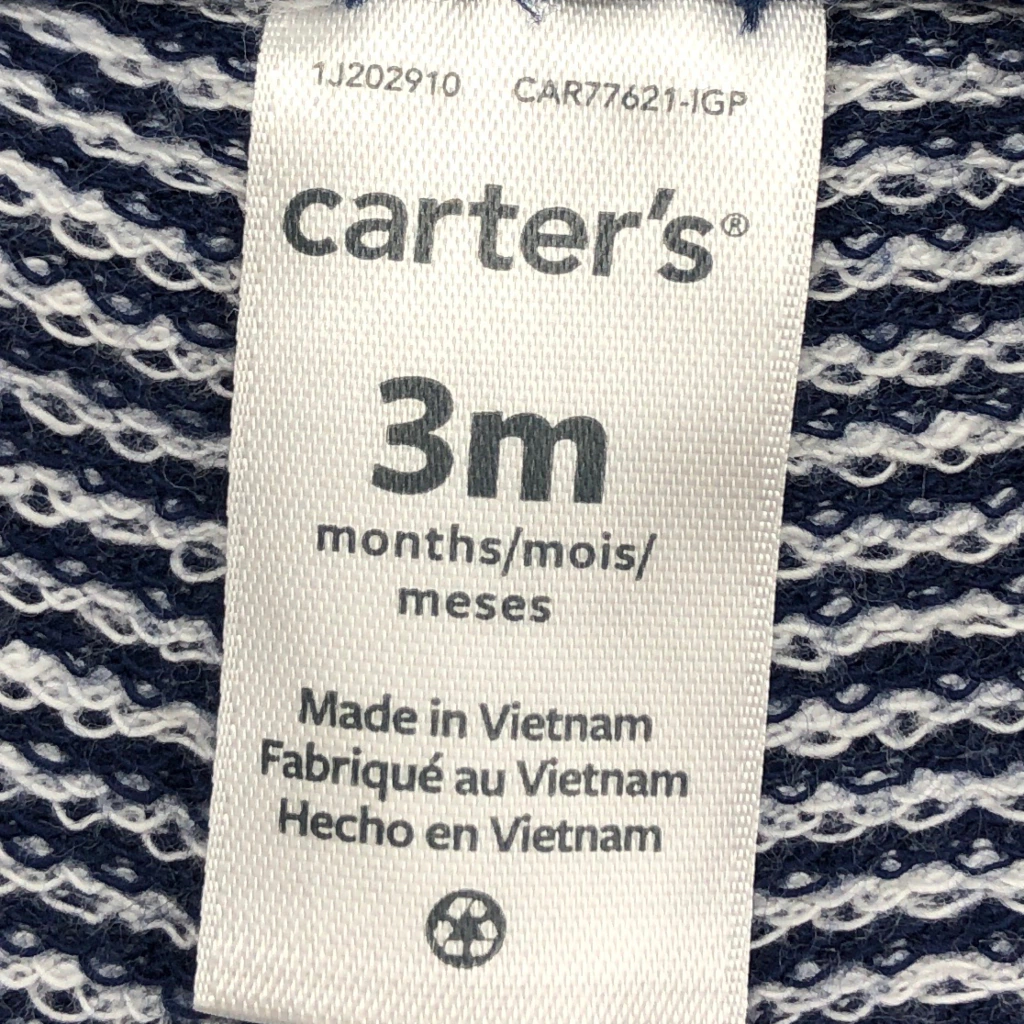 1J202910 CAR77621-IGP
carter's®
3m
months/mois/
meses
Made in Vietnam
Fabriqué au Vietnam
Hecho en Vietnam